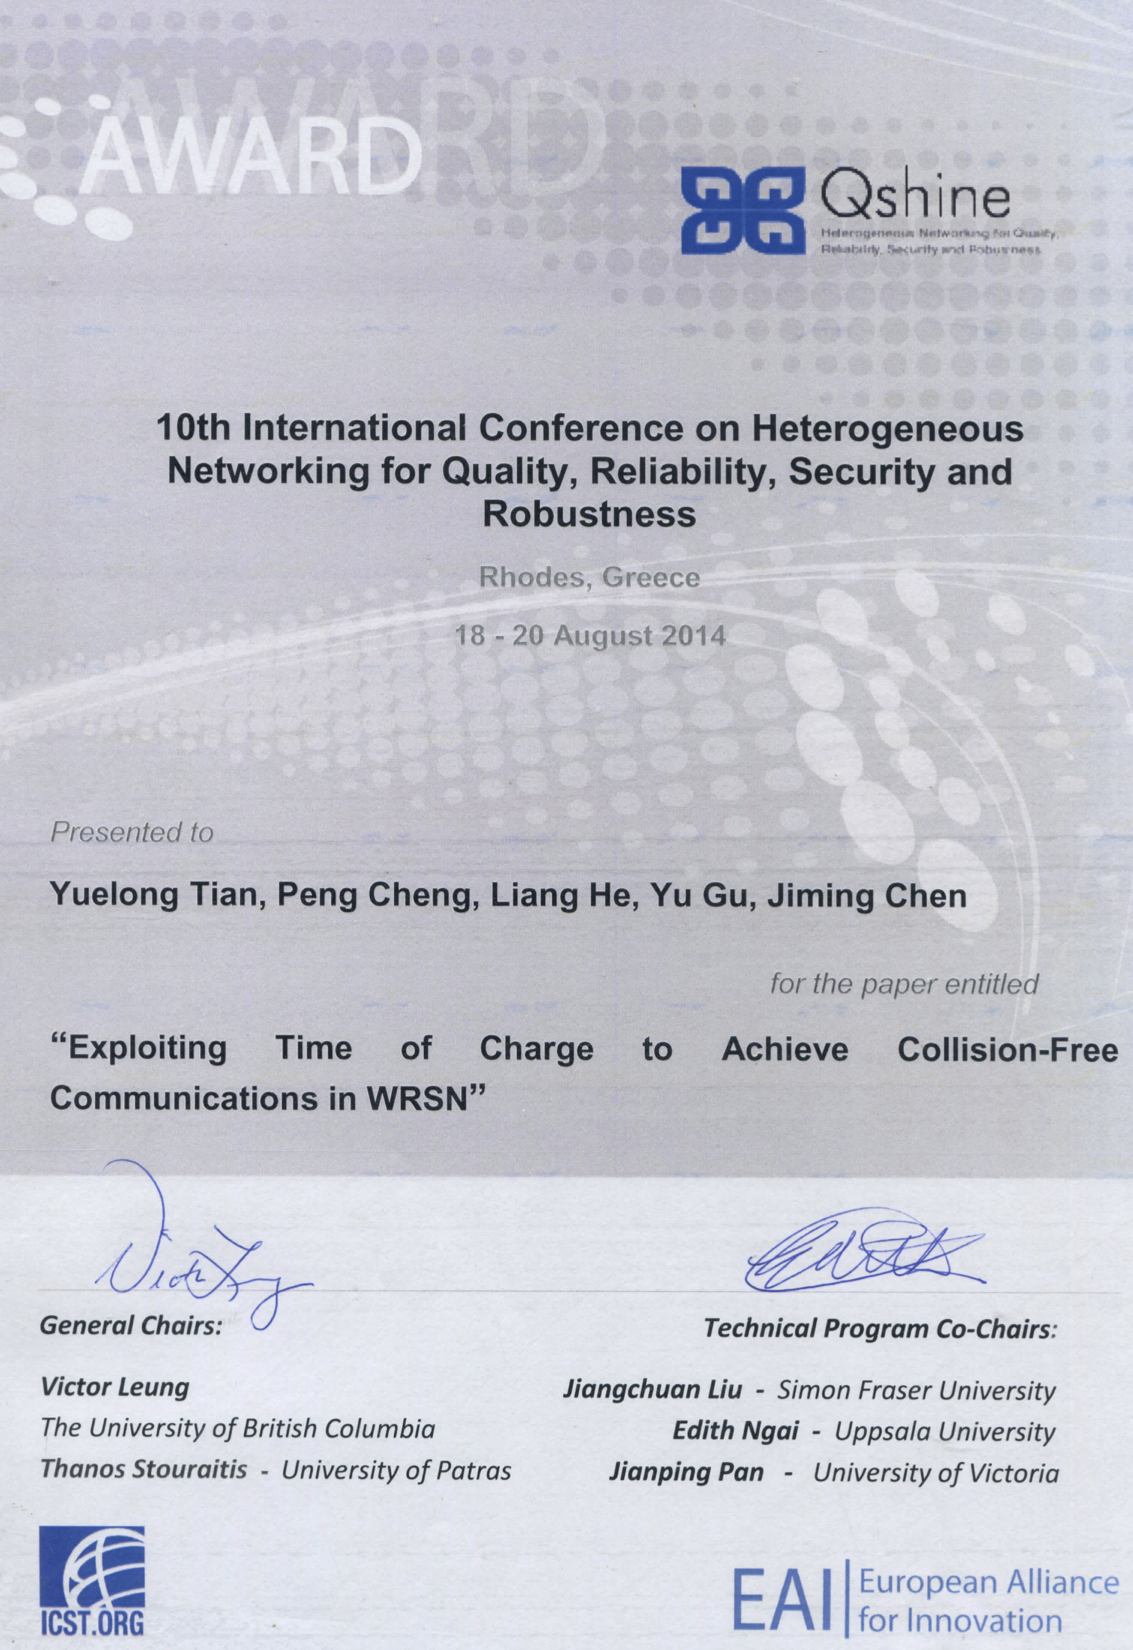 AWARD
Qshine
Heterogeneous Networking for Quality,
Reliability, Security and Robusness
10th International Conference on Heterogeneous
Networking for Quality, Reliability, Security and
Robustness
Rhodes, Greece
18 - 20 August 2014
Presented to
Yuelong Tian, Peng Cheng, Liang He, Yu Gu, Jiming Chen
for the paper entitled
“Exploiting Time of Charge to Achieve Collision-Free
Communications in WRSN”
General Chairs:
Victor Leung
The University of British Columbia
Thanos Stouraitis - University of Patras
Technical Program Co-Chairs:
Jiangchuan Liu - Simon Fraser University
Edith Ngai - Uppsala University
Jianping Pan - University of Victoria
ICST.ORG
EAI European Alliance
for Innovation